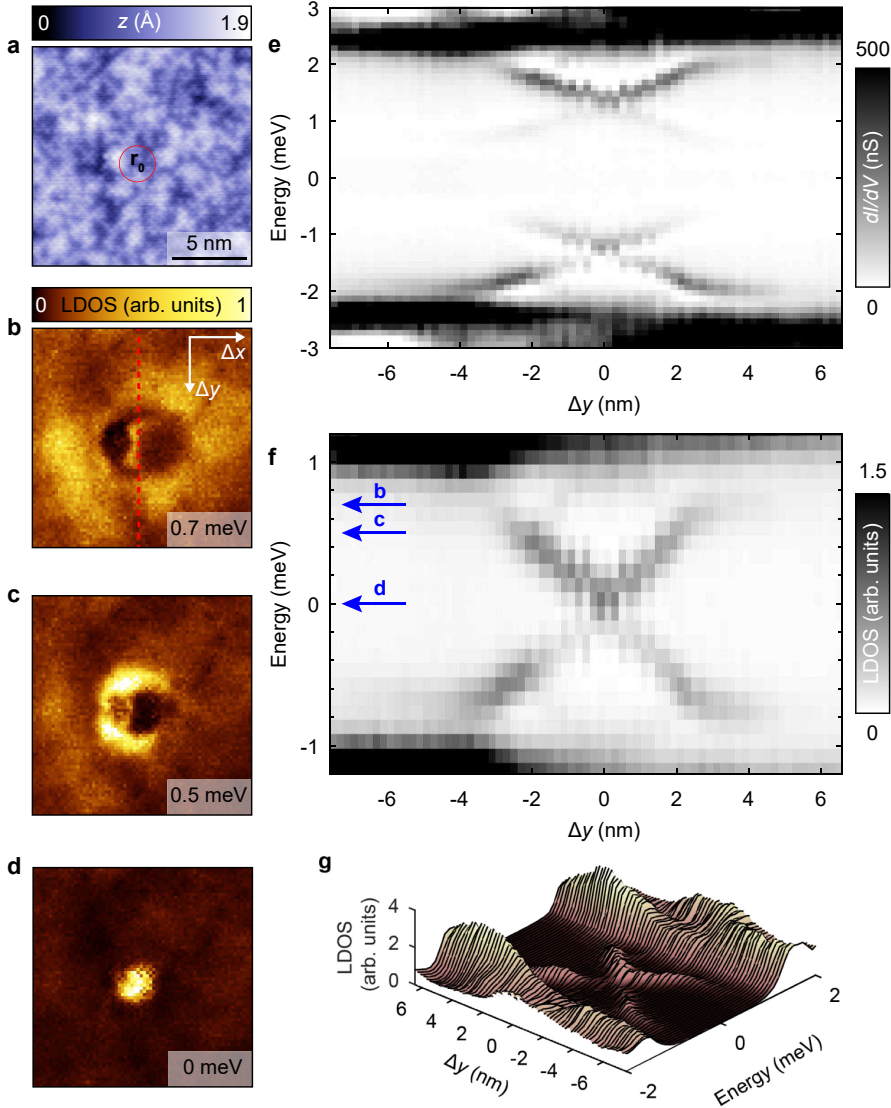 a
0 z (Å) 1.9
r0
5 nm
b
0 LDOS (arb. units) 1
Δx
Δy
0.7 meV
c
0.5 meV
d
0 meV
e
3
2
1
0
-1
-2
-3
Energy (meV)
-6 -4 -2 0 2 4 6
Δy (nm)
500
dI/dV (nS)
0
f
b
c
d
1
0
-1
Energy (meV)
-6 -4 -2 0 2 4 6
Δy (nm)
1.5
LDOS (arb. units)
0
g
LDOS
(arb. units)
4
2
0
6 4 2 0 -2 -4 -6
Δy (nm)
-2 0 2
Energy (meV)